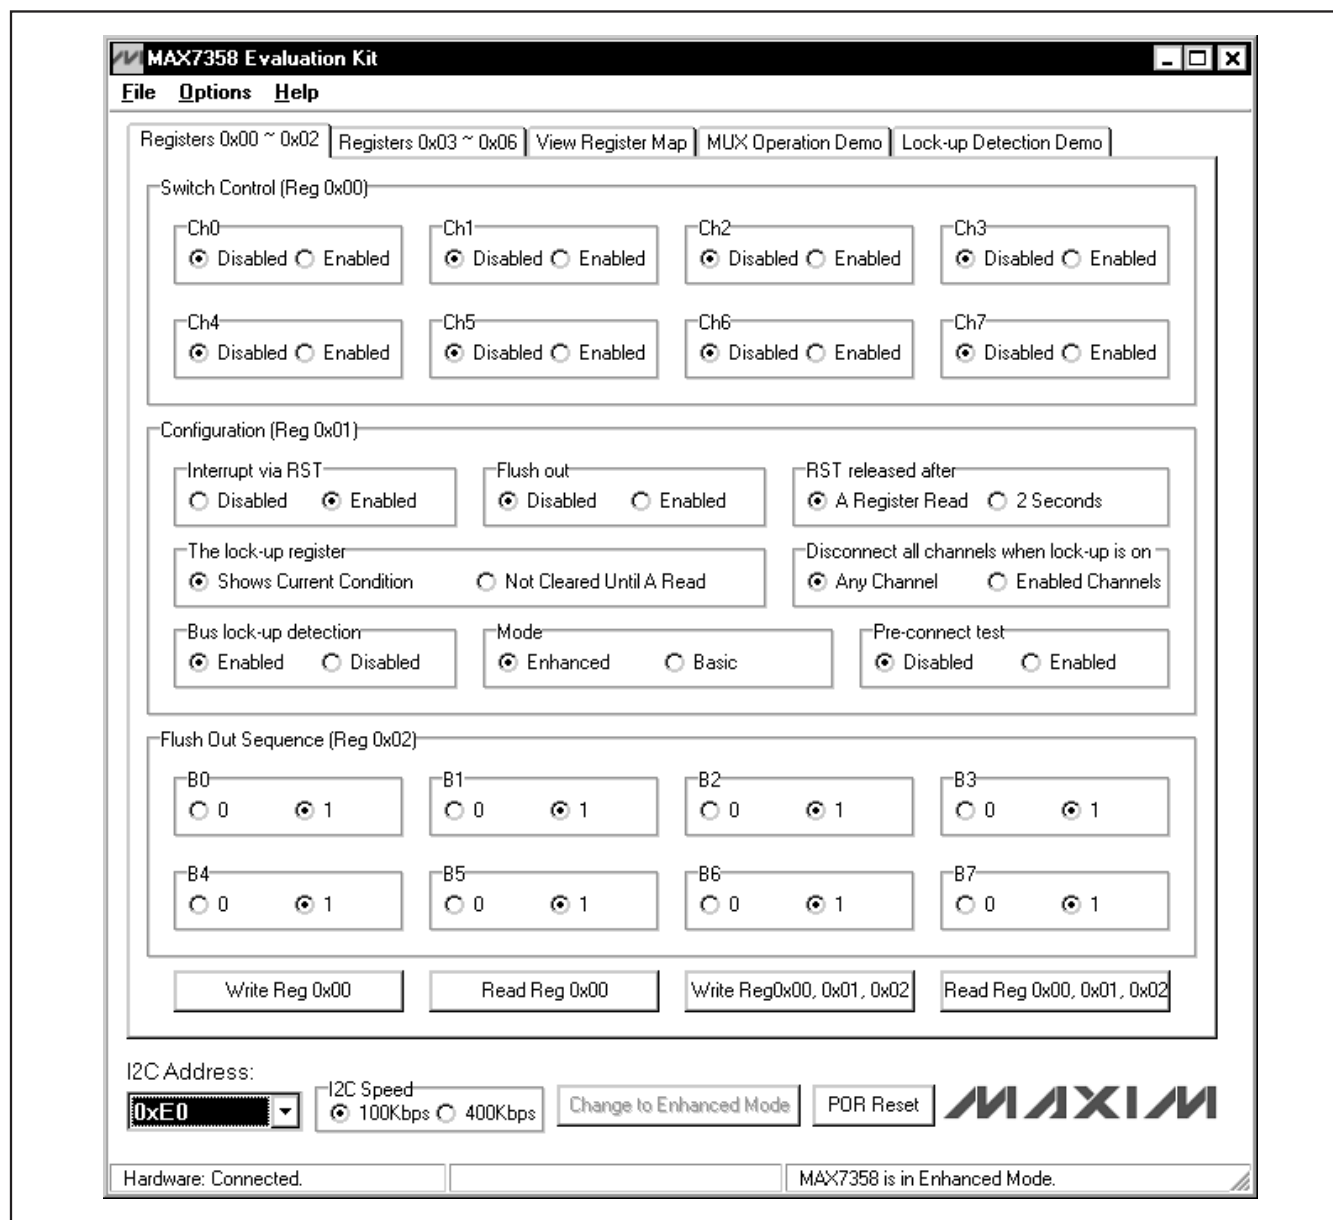 MAX7358 Evaluation Kit
File Options Help
Registers 0x00 ~ 0x02 Registers 0x03 ~ 0x06 View Register Map MUX Operation Demo Lock-up Detection Demo
Switch Control (Reg 0x00)
Ch0 Ch1 Ch2 Ch3
Disabled Enabled Disabled Enabled Disabled Enabled Disabled Enabled
Ch4 Ch5 Ch6 Ch7
Disabled Enabled Disabled Enabled Disabled Enabled Disabled Enabled
Configuration (Reg 0x01)
Interrupt via RST Flush out RST released after
Disabled Enabled Disabled Enabled A Register Read 2 Seconds
The lock-up register Disconnect all channels when lock-up is on
Shows Current Condition Not Cleared Until A Read Any Channel Enabled Channels
Bus lock-up detection Mode Pre-connect test
Enabled Disabled Enhanced Basic Disabled Enabled
Flush Out Sequence (Reg 0x02)
B0 B1 B2 B3
0 1 0 1 0 1 0 1
B4 B5 B6 B7
0 1 0 1 0 1 0 1
Write Reg 0x00 Read Reg 0x00 Write Reg0x00, 0x01, 0x02 Read Reg 0x00, 0x01, 0x02
I2C Address:
I2C Speed
0xE0 100Kbps 400Kbps Change to Enhanced Mode POR Reset MAXIM
Hardware: Connected. MAX7358 is in Enhanced Mode.